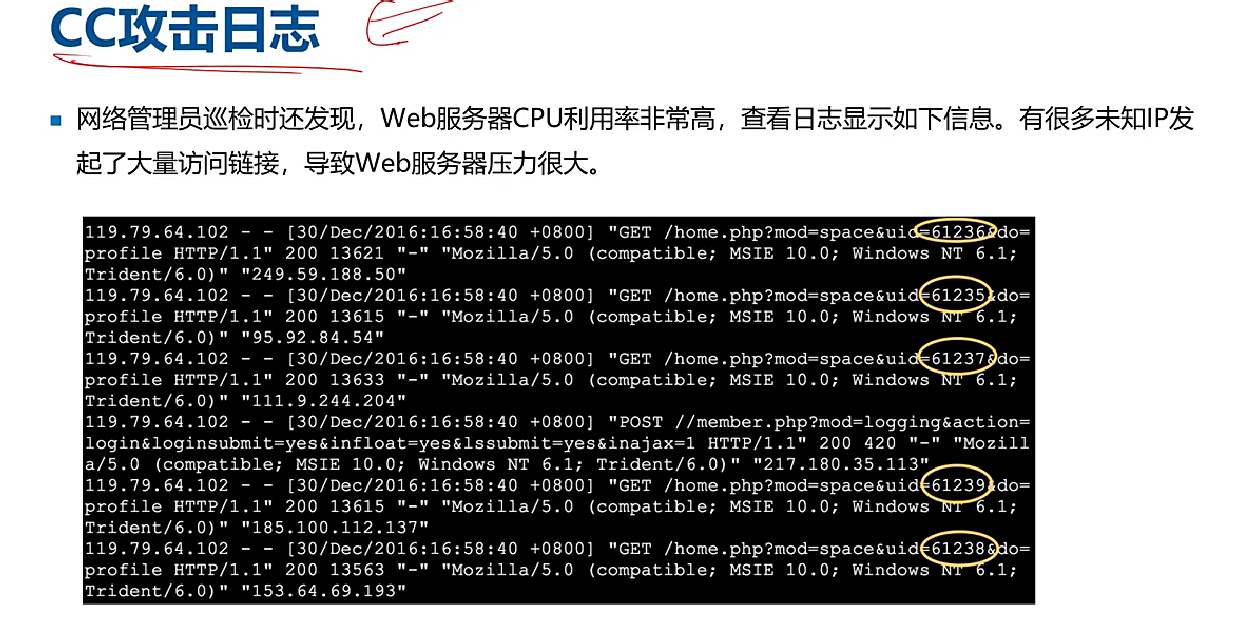 CC攻击日志
网络管理员巡检时还发现，Web服务器CPU利用率非常高，查看日志显示如下信息。有很多未知IP发
起了大量访问链接，导致Web服务器压力很大。
119.79.64.102 - - [30/Dec/2016:16:58:40 +0800] "GET /home.php?mod=space&uid=61236&do=
profile HTTP/1.1" 200 13621 "-" "Mozilla/5.0 (compatible; MSIE 10.0; Windows NT 6.1;
Trident/6.0)" "249.59.188.50"
119.79.64.102 - - [30/Dec/2016:16:58:40 +0800] "GET /home.php?mod=space&uid=61235&do=
profile HTTP/1.1" 200 13615 "-" "Mozilla/5.0 (compatible; MSIE 10.0; Windows NT 6.1;
Trident/6.0)" "95.92.84.54"
119.79.64.102 - - [30/Dec/2016:16:58:40 +0800] "GET /home.php?mod=space&uid=61237&do=
profile HTTP/1.1" 200 13633 "-" "Mozilla/5.0 (compatible; MSIE 10.0; Windows NT 6.1;
Trident/6.0)" "111.9.244.204"
119.79.64.102 - - [30/Dec/2016:16:58:40 +0800] "POST //member.php?mod=logging&action=
login&loginsubmit=yes&infloat=yes&lssubmit=yes&inajax=1 HTTP/1.1" 200 420 "-" "Mozill
a/5.0 (compatible; MSIE 10.0; Windows NT 6.1; Trident/6.0)" "217.180.35.113"
119.79.64.102 - - [30/Dec/2016:16:58:40 +0800] "GET /home.php?mod=space&uid=61239&do=
profile HTTP/1.1" 200 13615 "-" "Mozilla/5.0 (compatible; MSIE 10.0; Windows NT 6.1;
Trident/6.0)" "185.100.112.137"
119.79.64.102 - - [30/Dec/2016:16:58:40 +0800] "GET /home.php?mod=space&uid=61238&do=
profile HTTP/1.1" 200 13563 "-" "Mozilla/5.0 (compatible; MSIE 10.0; Windows NT 6.1;
Trident/6.0)" "153.64.69.193"